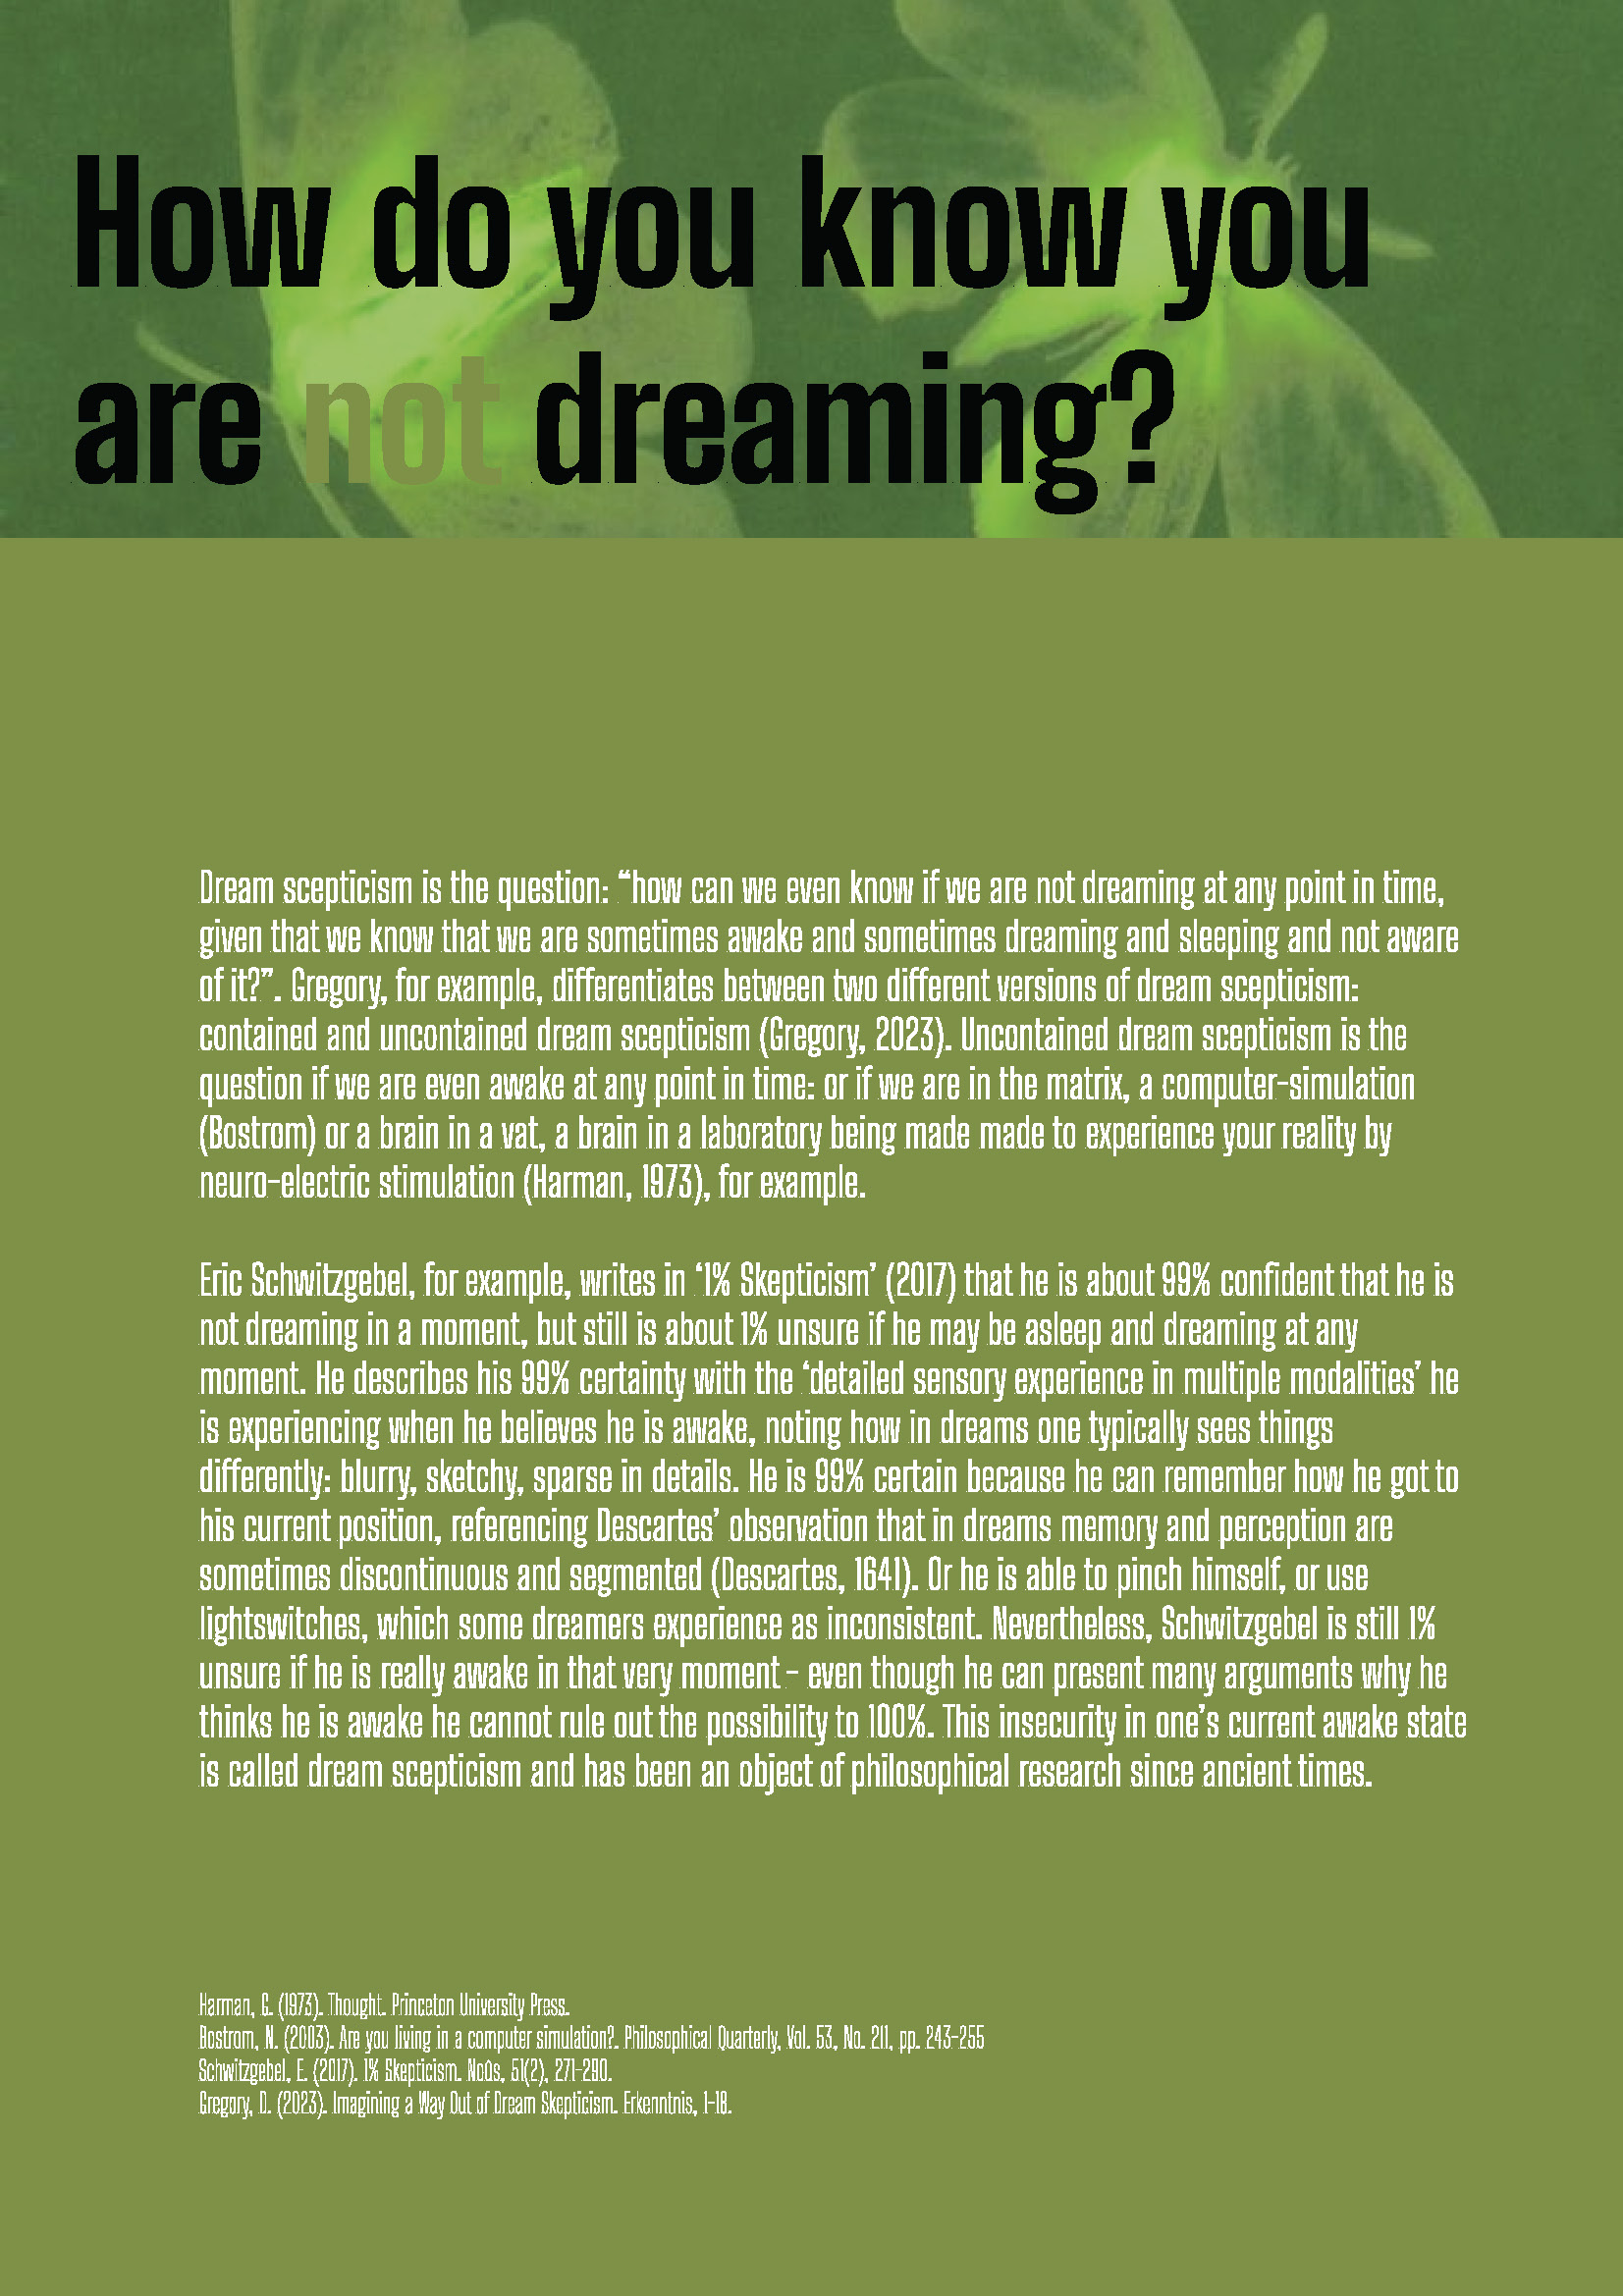 How do you know you
are not dreaming?
Dream scepticism is the question: “how can we even know if we are not dreaming at any point in time,
given that we know that we are sometimes awake and sometimes dreaming and sleeping and not aware
of it?”. Gregory, for example, differentiates between two different versions of dream scepticism:
contained and uncontained dream scepticism (Gregory, 2023). Uncontained dream scepticism is the
question if we are even awake at any point in time: or if we are in the matrix, a computer-simulation
(Bostrom) or a brain in a vat, a brain in a laboratory being made made to experience your reality by
neuro-electric stimulation (Harman, 1973), for example.
Eric Schwitzgebel, for example, writes in ‘1% Skepticism’ (2017) that he is about 99% confident that he is
not dreaming in a moment, but still is about 1% unsure if he may be asleep and dreaming at any
moment. He describes his 99% certainty with the ‘detailed sensory experience in multiple modalities’ he
is experiencing when he believes he is awake, noting how in dreams one typically sees things
differently: blurry, sketchy, sparse in details. He is 99% certain because he can remember how he got to
his current position, referencing Descartes’ observation that in dreams memory and perception are
sometimes discontinuous and segmented (Descartes, 1641). Or he is able to pinch himself, or use
lightswitches, which some dreamers experience as inconsistent. Nevertheless, Schwitzgebel is still 1%
unsure if he is really awake in that very moment – even though he can present many arguments why he
thinks he is awake he cannot rule out the possibility to 100%. This insecurity in one’s current awake state
is called dream scepticism and has been an object of philosophical research since ancient times.
Harman, G. (1973). Thought. Princeton University Press.
Bostrom, N. (2003). Are you living in a computer simulation?. Philosophical Quarterly, Vol. 53, No. 211, pp. 243-255
Schwitzgebel, E. (2017). 1% Skepticism. Noûs, 51(2), 271-290.
Gregory, D. (2023). Imagining a Way Out of Dream Skepticism. Erkenntnis, 1-18.